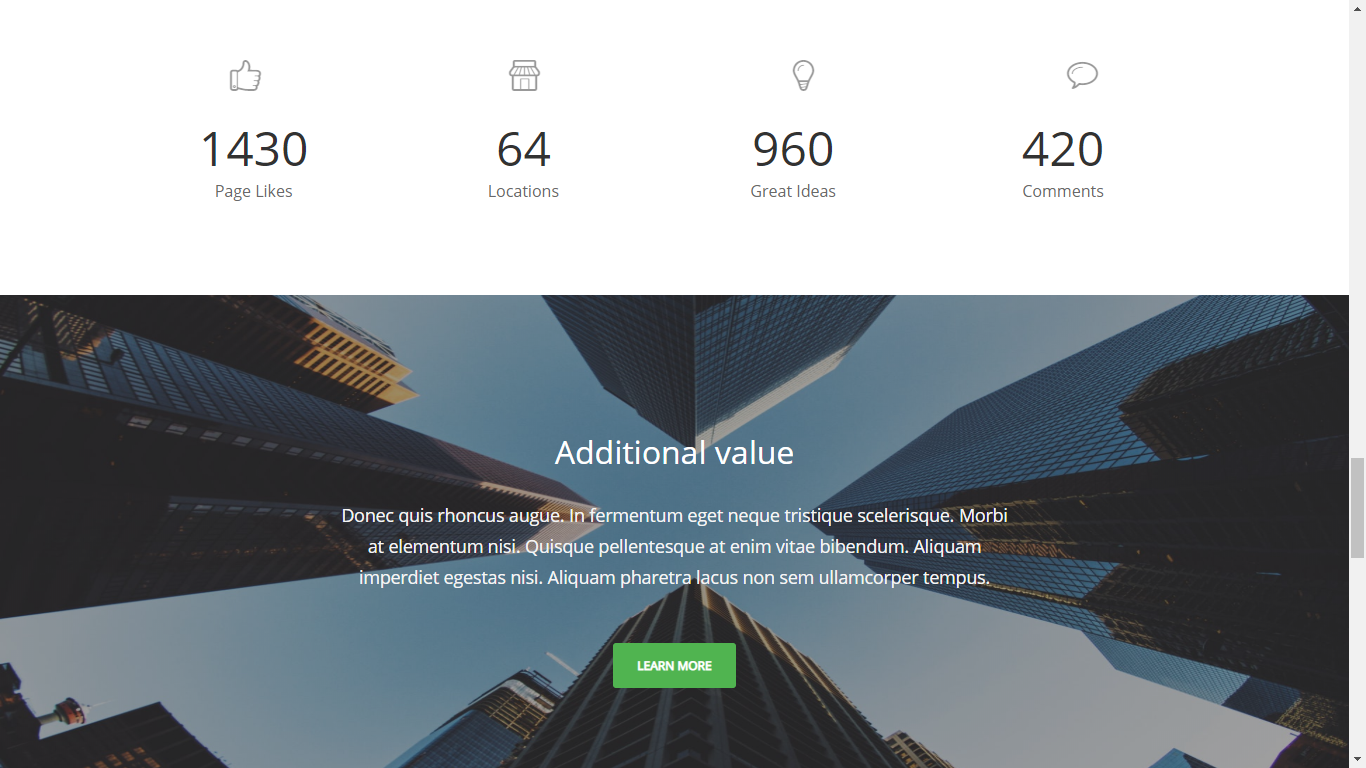 1430 64 960 420
Page Likes Locations Great Ideas Comments
Additional value
Donec quis rhoncus augue. In fermentum eget neque tristique scelerisque. Morbi
at elementum nisi. Quisque pellentesque at enim vitae bibendum. Aliquam
imperdiet egestas nisi. Aliquam pharetra lacus non sem ullamcorper tempus.
LEARN MORE